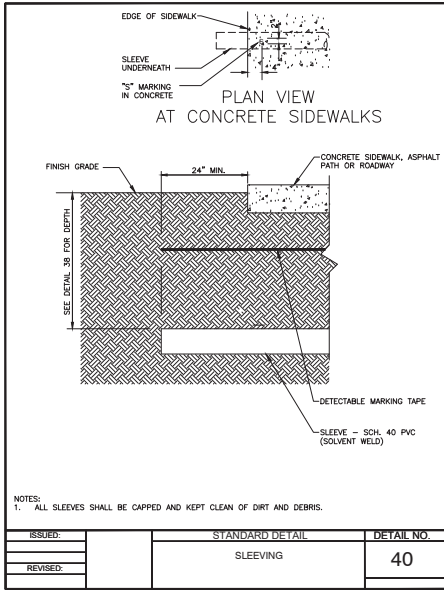 EDGE OF SIDEWALK
SLEEVE
UNDERNEATH
"S" MARKING
IN CONCRETE
PLAN VIEW
AT CONCRETE SIDEWALKS
FINISH GRADE
24" MIN.
CONCRETE SIDEWALK, ASPHALT
PATH OR ROADWAY
SEE DETAIL 38 FOR DEPTH
DETECTABLE MARKING TAPE
SLEEVE – SCH. 40 PVC
(SOLVENT WELD)
NOTES:
1. ALL SLEEVES SHALL BE CAPPED AND KEPT CLEAN OF DIRT AND DEBRIS.
ISSUED:
REVISED:
STANDARD DETAIL
SLEEVING
DETAIL NO.
40